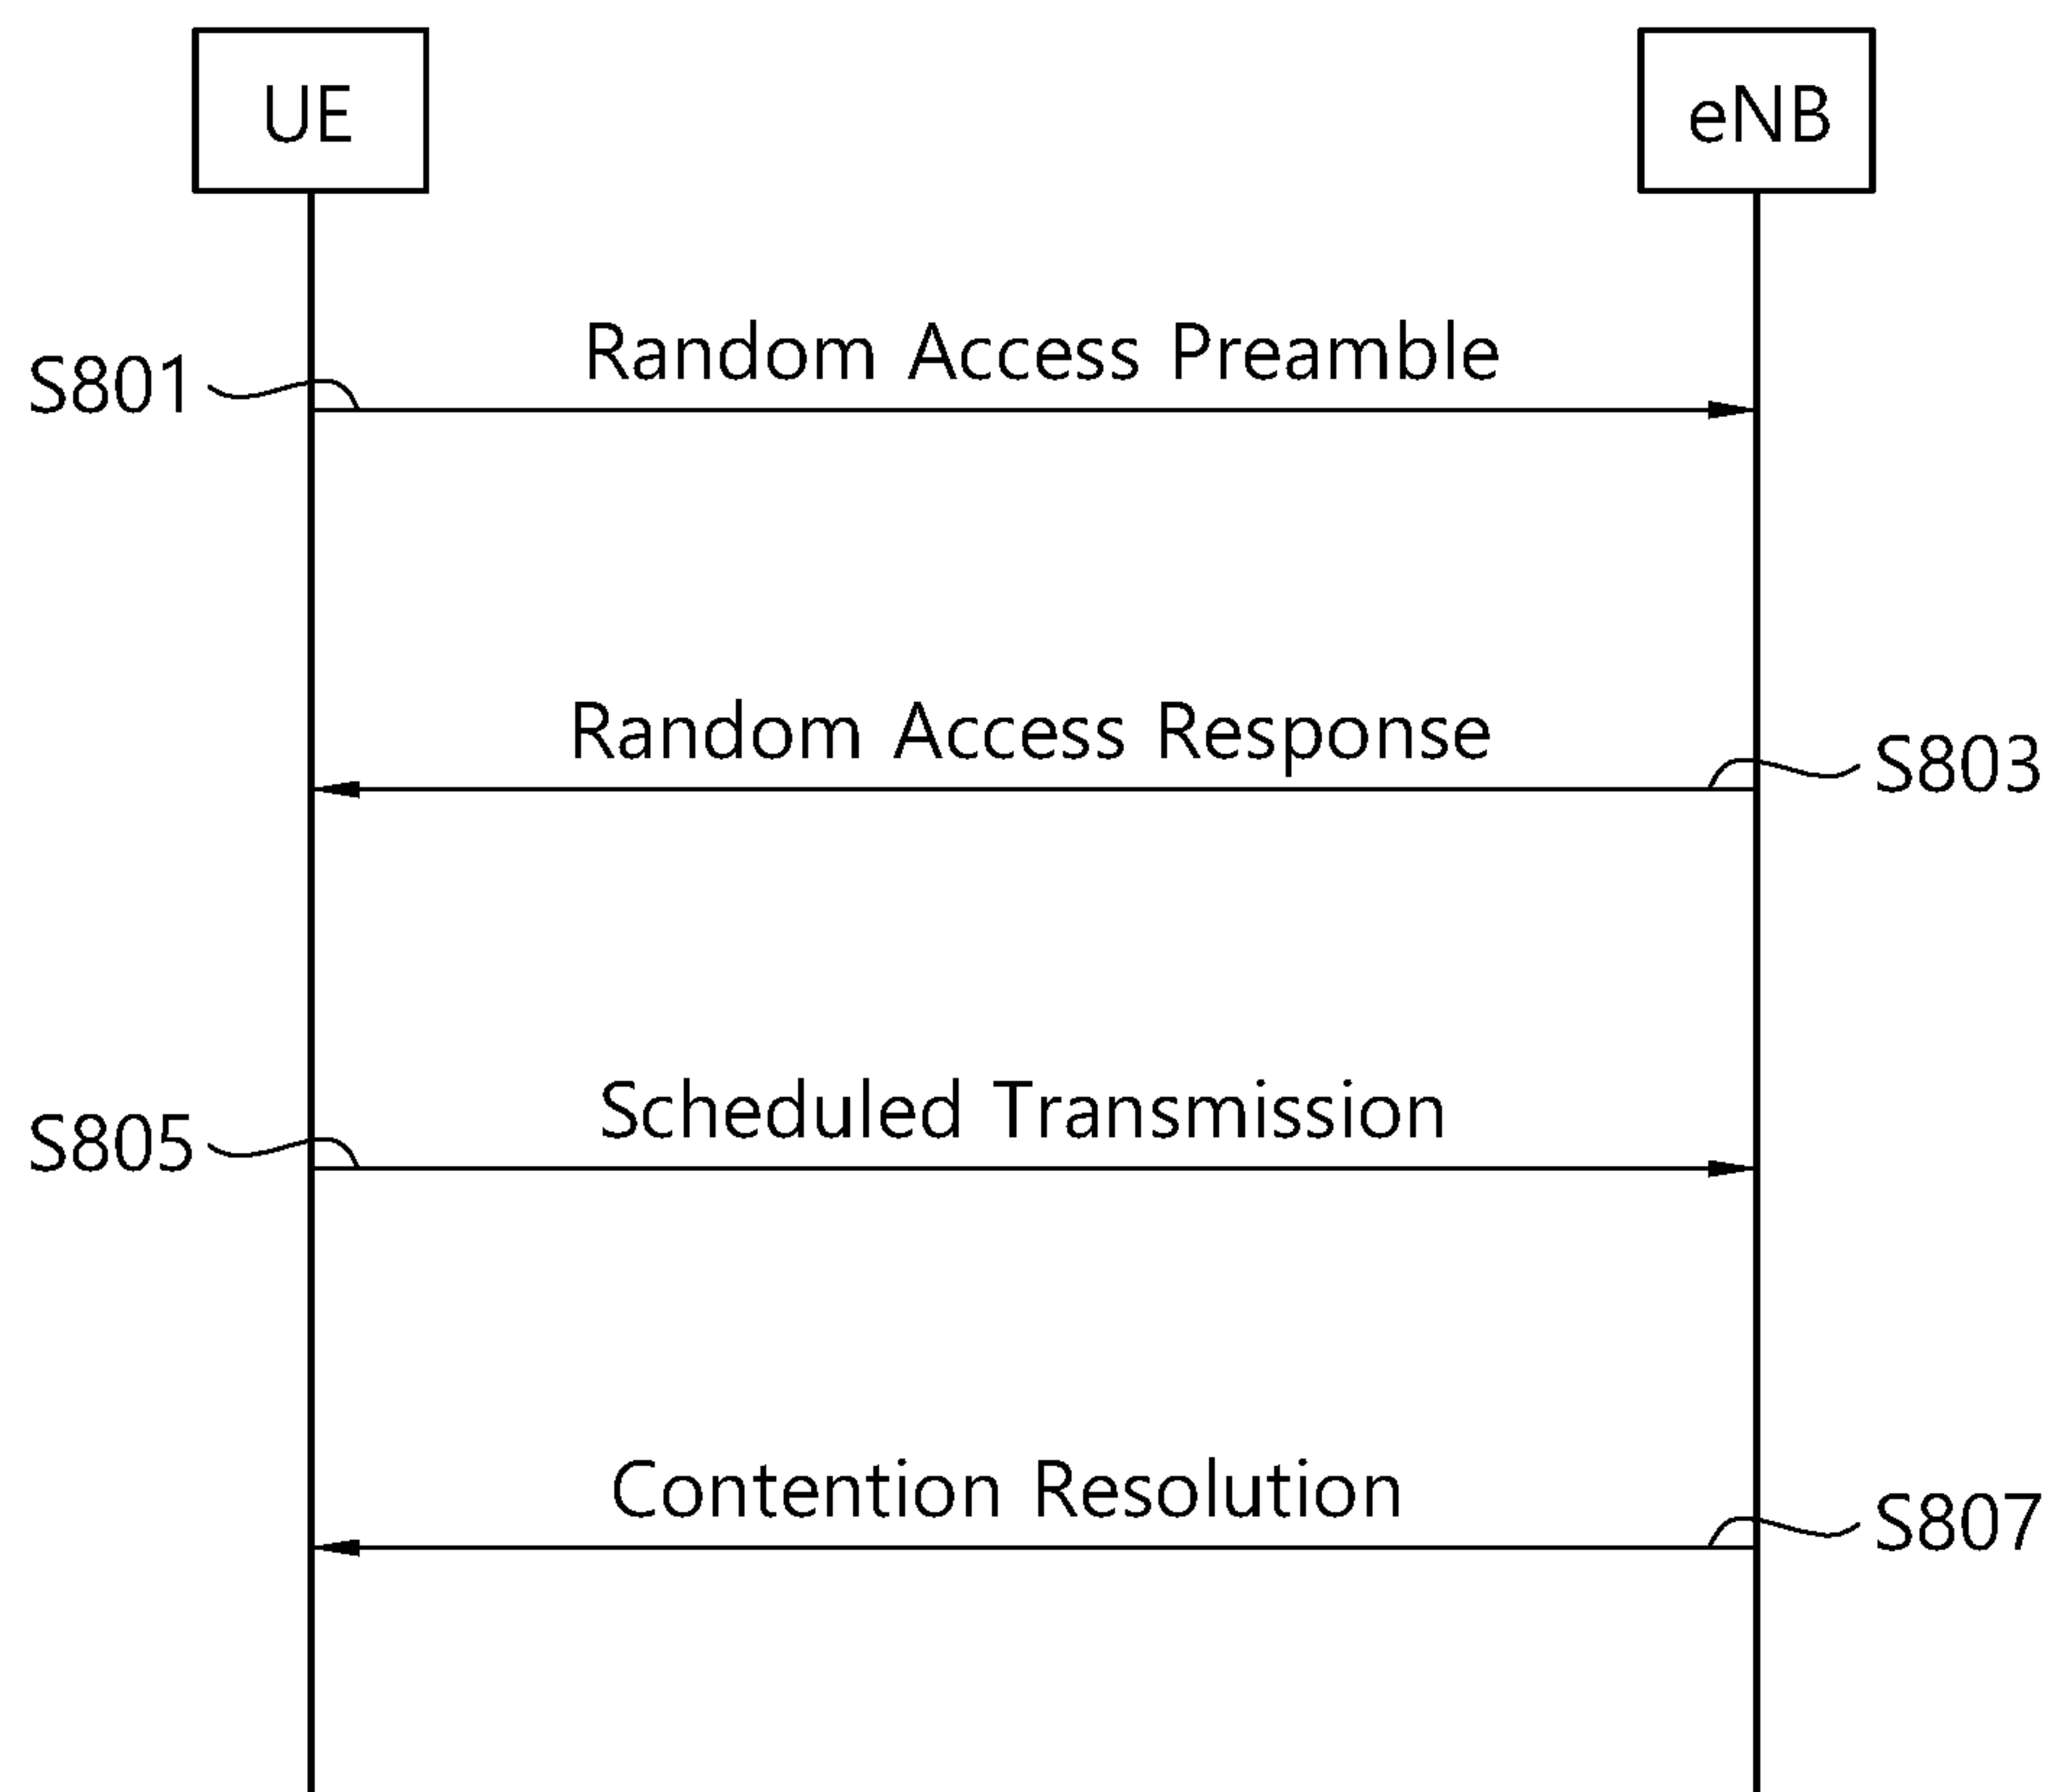 UE
eNB
Random Access Preamble
S801
Random Access Response
S803
Scheduled Transmission
S805
Contention Resolution
S807